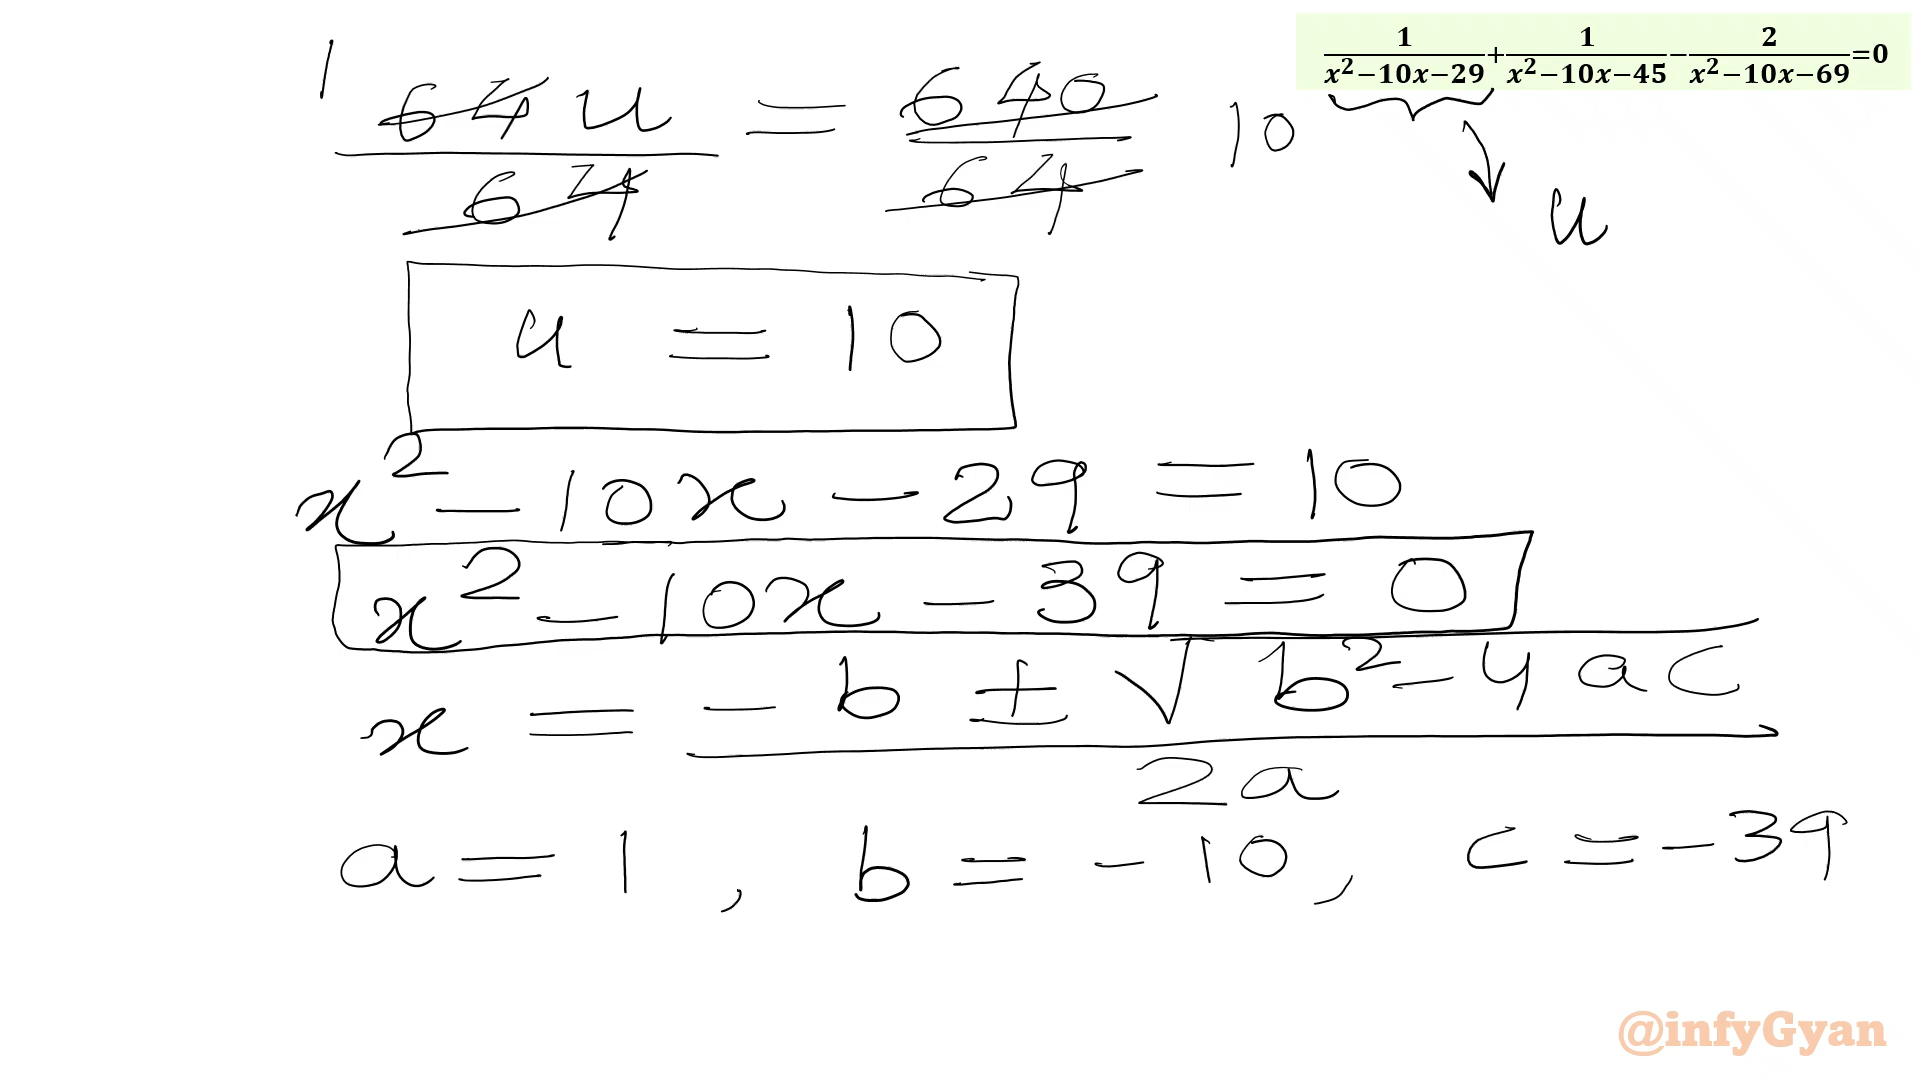 1/(x²−10x−29)+1/(x²−10x−45)−2/(x²−10x−69)=0
1
64u/64 = 640/64 10
u
u = 10
x² − 10x − 29 = 10
x² − 10x − 39 = 0
x = (−b ± √(b² − 4ac))/2a
a = 1 , b = −10 , c = −39
@infyGyan